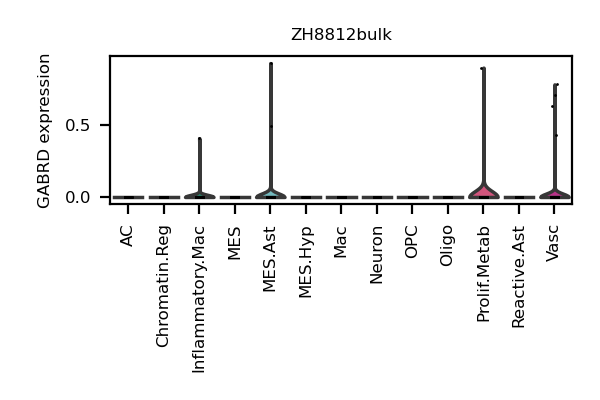 ZH8812bulk
GABRD expression
0.5
0.0
AC
Chromatin.Reg
Inflammatory.Mac
MES
MES.Ast
MES.Hyp
Mac
Neuron
OPC
Oligo
Prolif.Metab
Reactive.Ast
Vasc